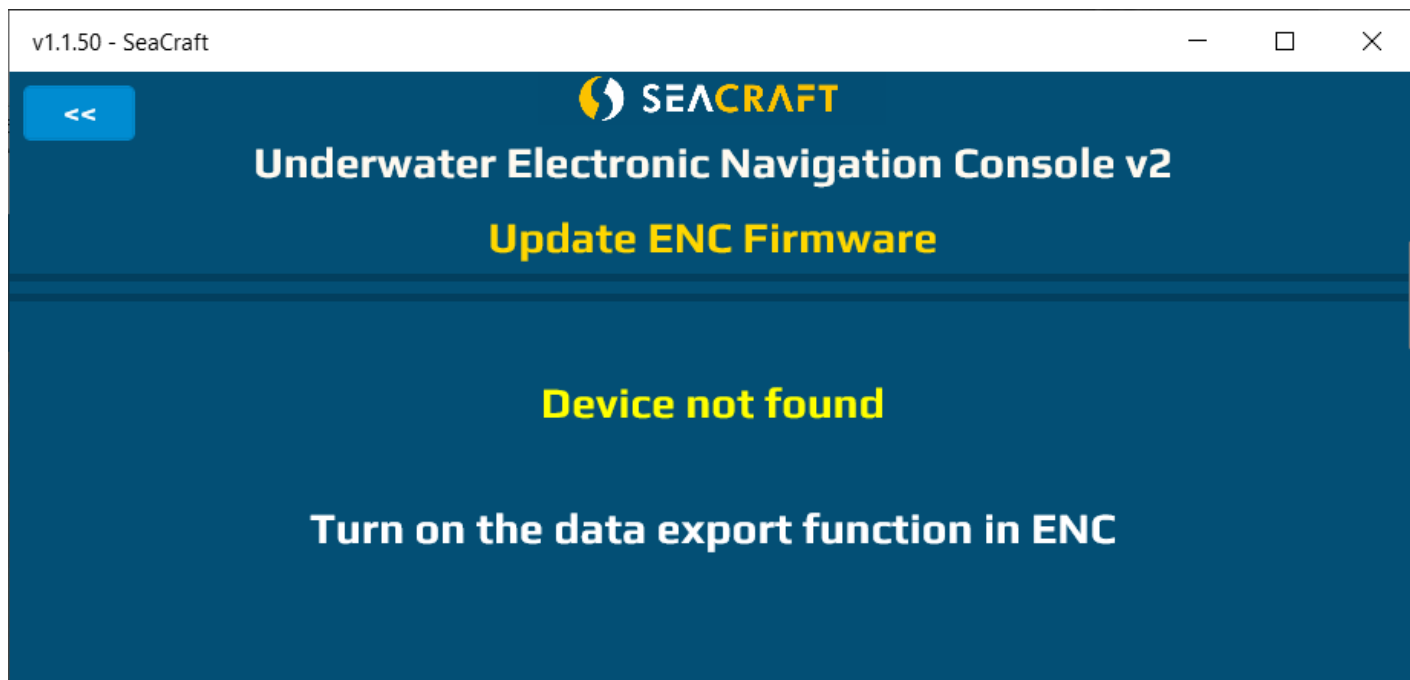 v1.1.50 - SeaCraft
<<
SEACRAFT
Underwater Electronic Navigation Console v2
Update ENC Firmware
Device not found
Turn on the data export function in ENC